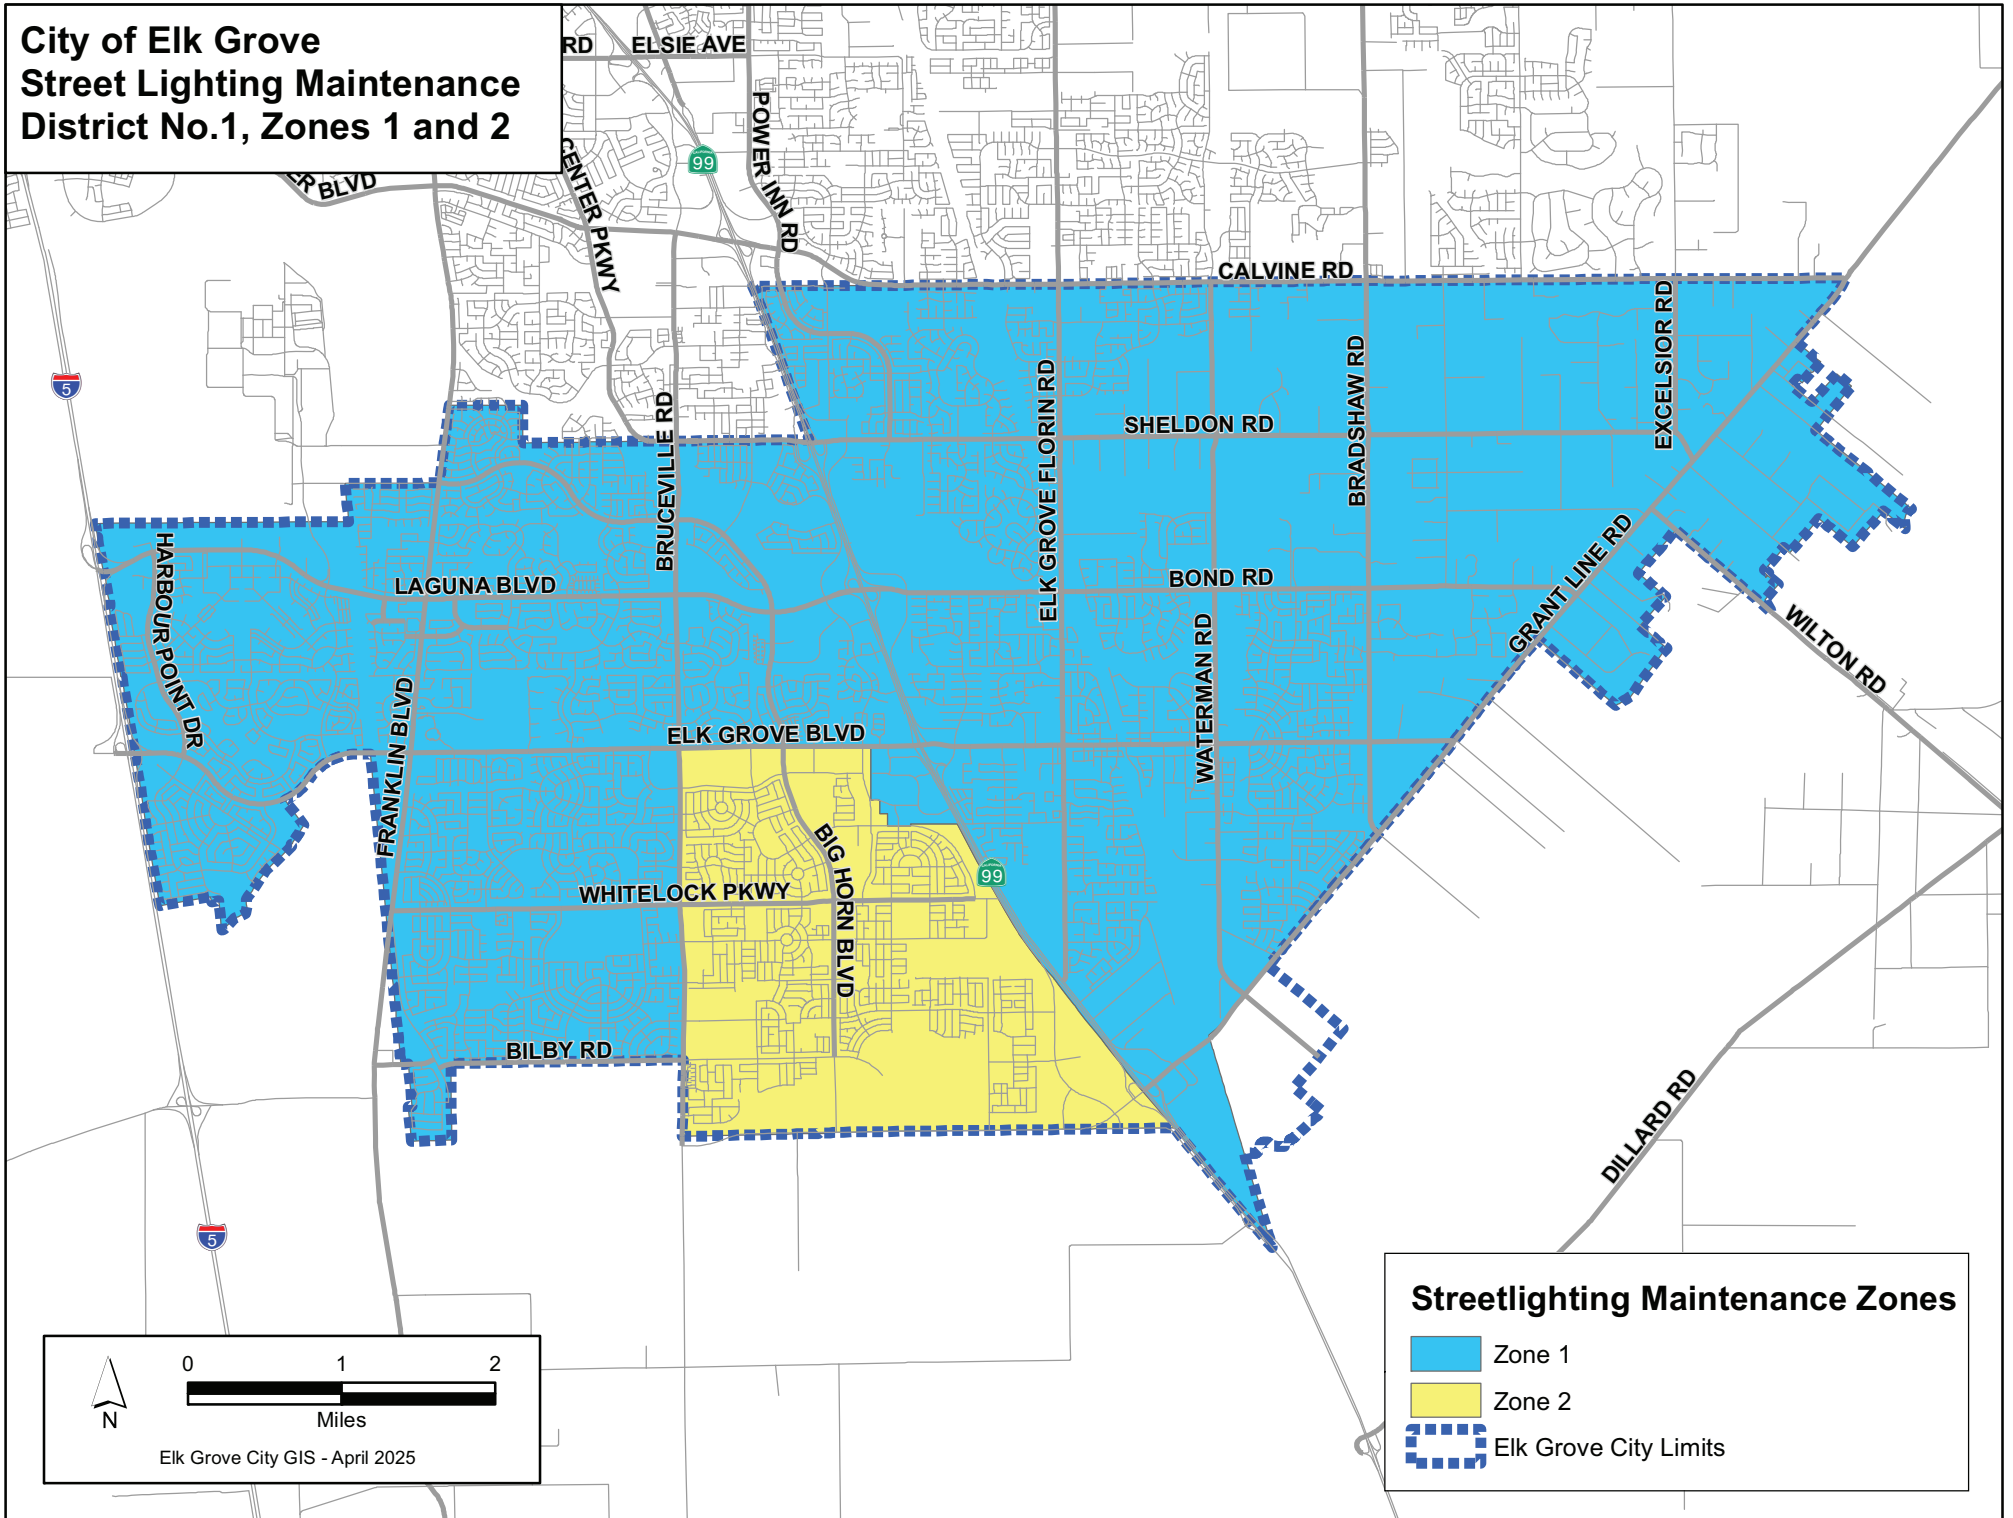 City of Elk Grove
Street Lighting Maintenance
District No.1, Zones 1 and 2
RD
ELSIE AVE
POWER INN RD
CENTER PKWY
ER BLVD
CALIFORNIA
99
CALVINE RD
EXCELSIOR RD
BRADSHAW RD
ELK GROVE FLORIN RD
SHELDON RD
BRUCEVILLE RD
5
HARBOUR POINT DR
LAGUNA BLVD
BOND RD
GRANT LINE RD
WILTON RD
WATERMAN RD
FRANKLIN BLVD
ELK GROVE BLVD
BIG HORN BLVD
CALIFORNIA
99
WHITELOCK PKWY
BILBY RD
DILLARD RD
5
Streetlighting Maintenance Zones
Zone 1
Zone 2
Elk Grove City Limits
0 1 2
Miles
N
Elk Grove City GIS - April 2025